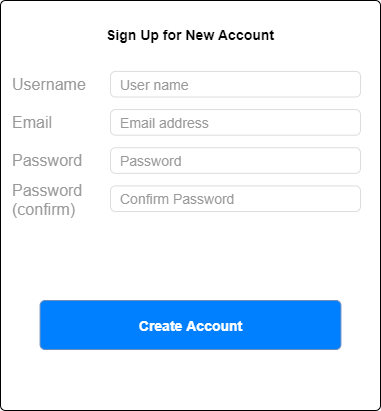 Sign Up for New Account
Username
User name
Email
Email address
Password
Password
Password
(confirm)
Confirm Password
Create Account